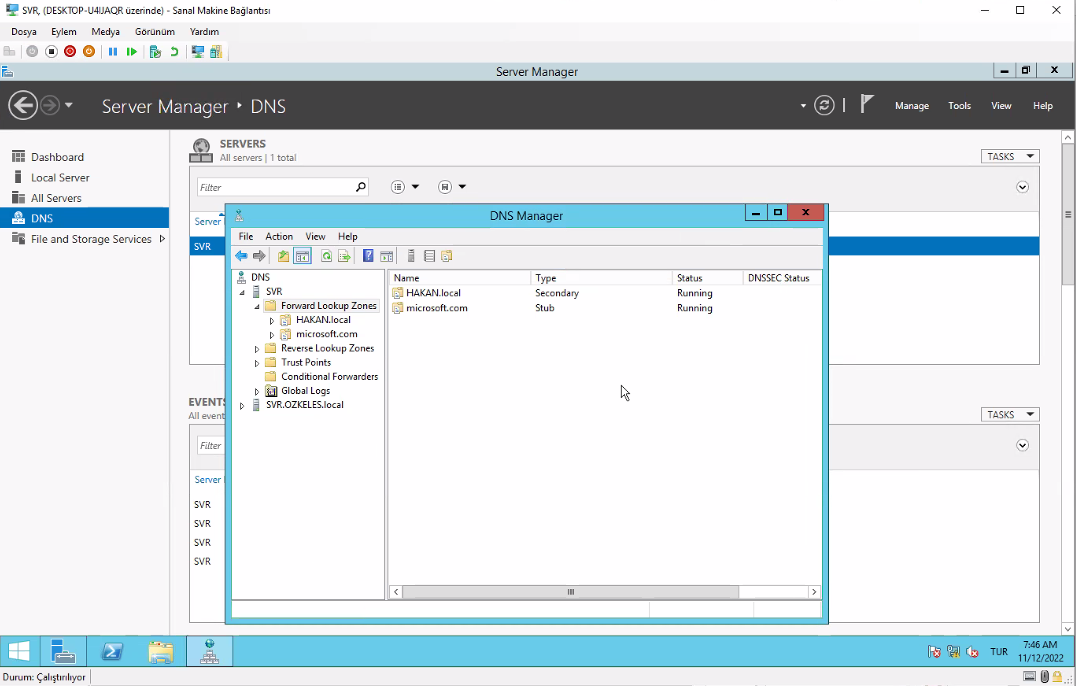 SVR, (DESKTOP-U4IJAQR üzerinde) - Sanal Makine Bağlantısı
Dosya Eylem Medya Görünüm Yardım
Server Manager
Server Manager ▸ DNS
Manage Tools View Help
Dashboard
Local Server
All Servers
DNS
File and Storage Services
SERVERS
All servers | 1 total
TASKS
Filter
Server
SVR
DNS Manager
File Action View Help
DNS
SVR
Forward Lookup Zones
HAKAN.local
microsoft.com
Reverse Lookup Zones
Trust Points
Conditional Forwarders
Global Logs
SVR.OZKELES.local
Name Type Status DNSSEC Status
HAKAN.local Secondary Running
microsoft.com Stub Running
EVENTS
All even
TASKS
Filter
Server
SVR
SVR
SVR
SVR
TUR
7:46 AM
11/12/2022
Durum: Çalıştırılıyor